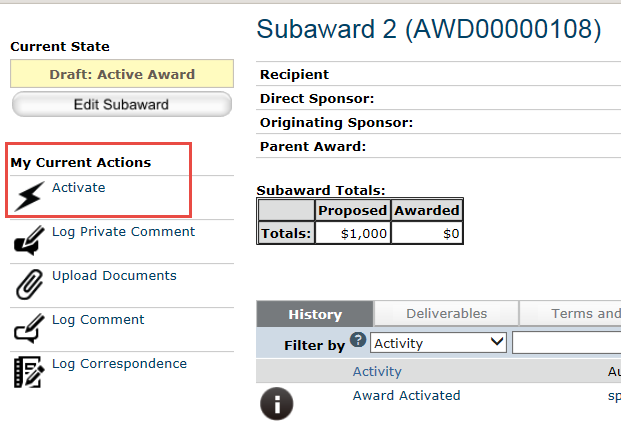 Subaward 2 (AWD00000108)
Current State
Draft: Active Award
Edit Subaward
My Current Actions
Activate
Log Private Comment
Upload Documents
Log Comment
Log Correspondence
Recipient
Direct Sponsor:
Originating Sponsor:
Parent Award:
Subaward Totals:
Proposed Awarded
Totals: $1,000 $0
History Deliverables Terms and
Filter by ? Activity
Activity Au
Award Activated sp